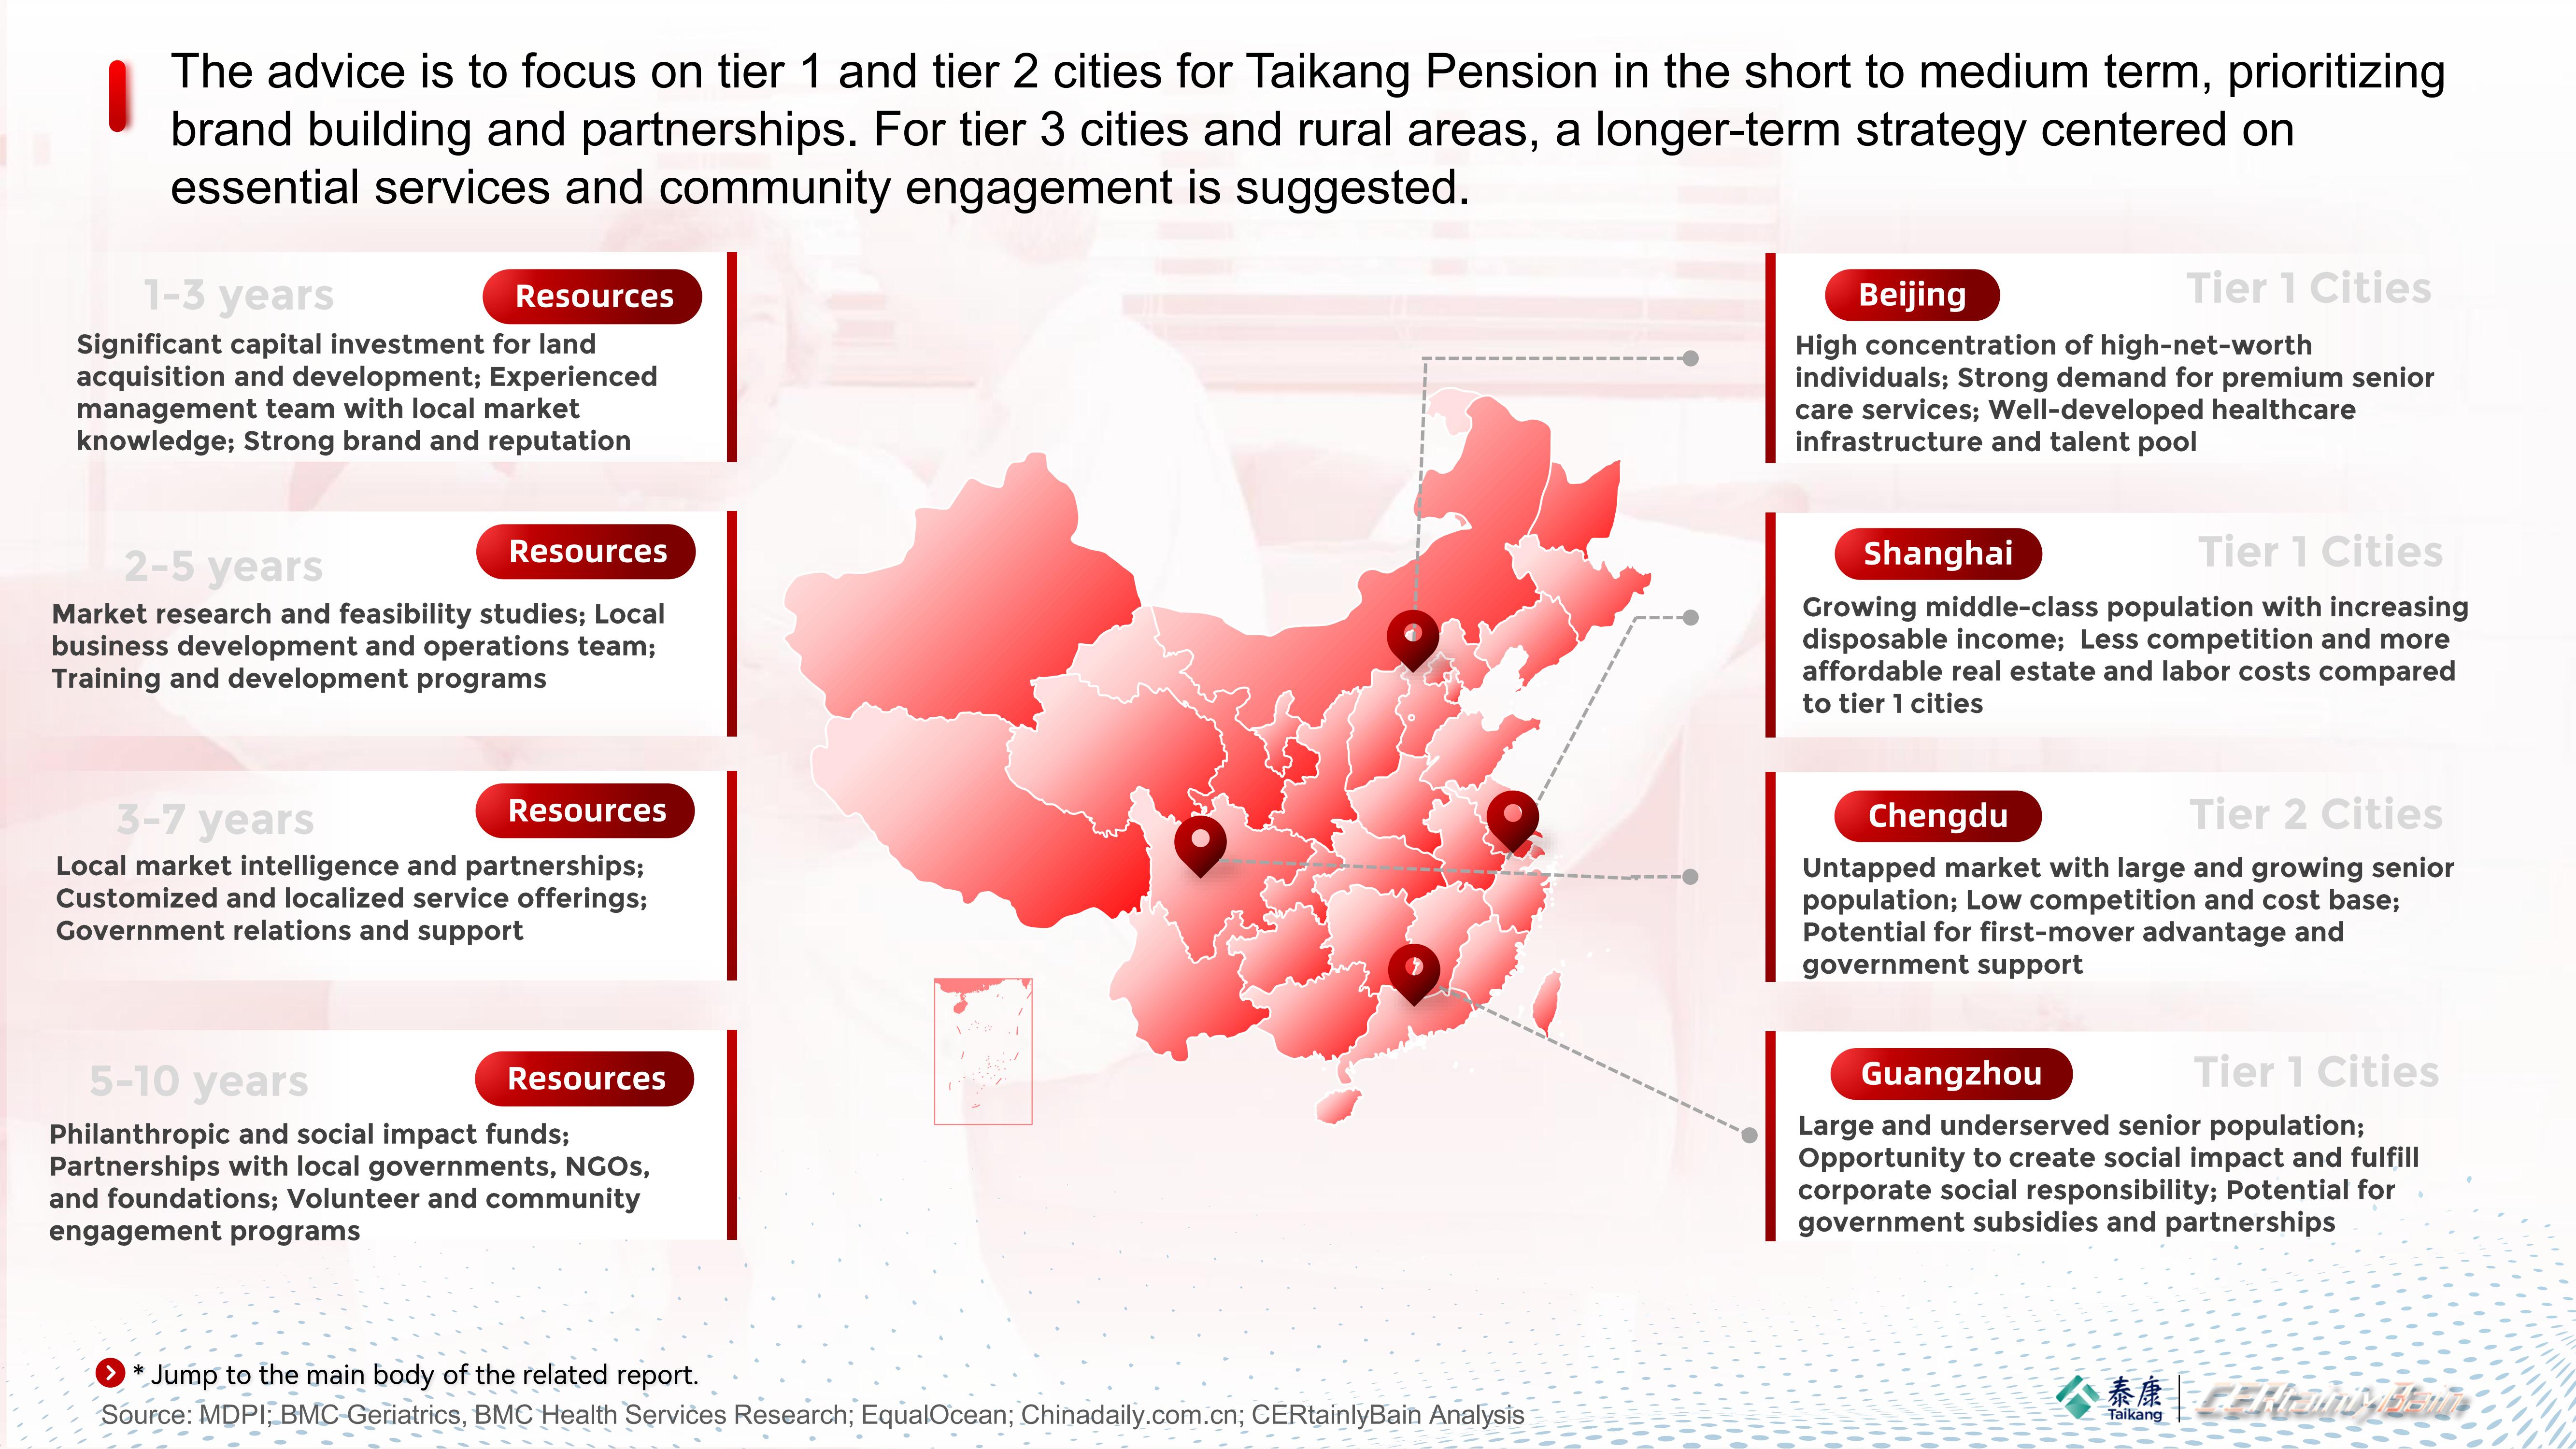 The advice is to focus on tier 1 and tier 2 cities for Taikang Pension in the short to medium term, prioritizing
brand building and partnerships. For tier 3 cities and rural areas, a longer-term strategy centered on
essential services and community engagement is suggested.
1-3 years
Resources
Significant capital investment for land
acquisition and development; Experienced
management team with local market
knowledge; Strong brand and reputation
2-5 years
Resources
Market research and feasibility studies; Local
business development and operations team;
Training and development programs
3-7 years
Resources
Local market intelligence and partnerships;
Customized and localized service offerings;
Government relations and support
5-10 years
Resources
Philanthropic and social impact funds;
Partnerships with local governments, NGOs,
and foundations; Volunteer and community
engagement programs
Beijing
Tier 1 Cities
High concentration of high-net-worth
individuals; Strong demand for premium senior
care services; Well-developed healthcare
infrastructure and talent pool
Shanghai
Tier 1 Cities
Growing middle-class population with increasing
disposable income;  Less competition and more
affordable real estate and labor costs compared
to tier 1 cities
Chengdu
Tier 2 Cities
Untapped market with large and growing senior
population; Low competition and cost base;
Potential for first-mover advantage and
government support
Guangzhou
Tier 1 Cities
Large and underserved senior population;
Opportunity to create social impact and fulfill
corporate social responsibility; Potential for
government subsidies and partnerships
* Jump to the main body of the related report.
Source: MDPI; BMC Geriatrics, BMC Health Services Research; EqualOcean; Chinadaily.com.cn; CERtainlyBain Analysis
泰康
Taikang
CERtainlyBain